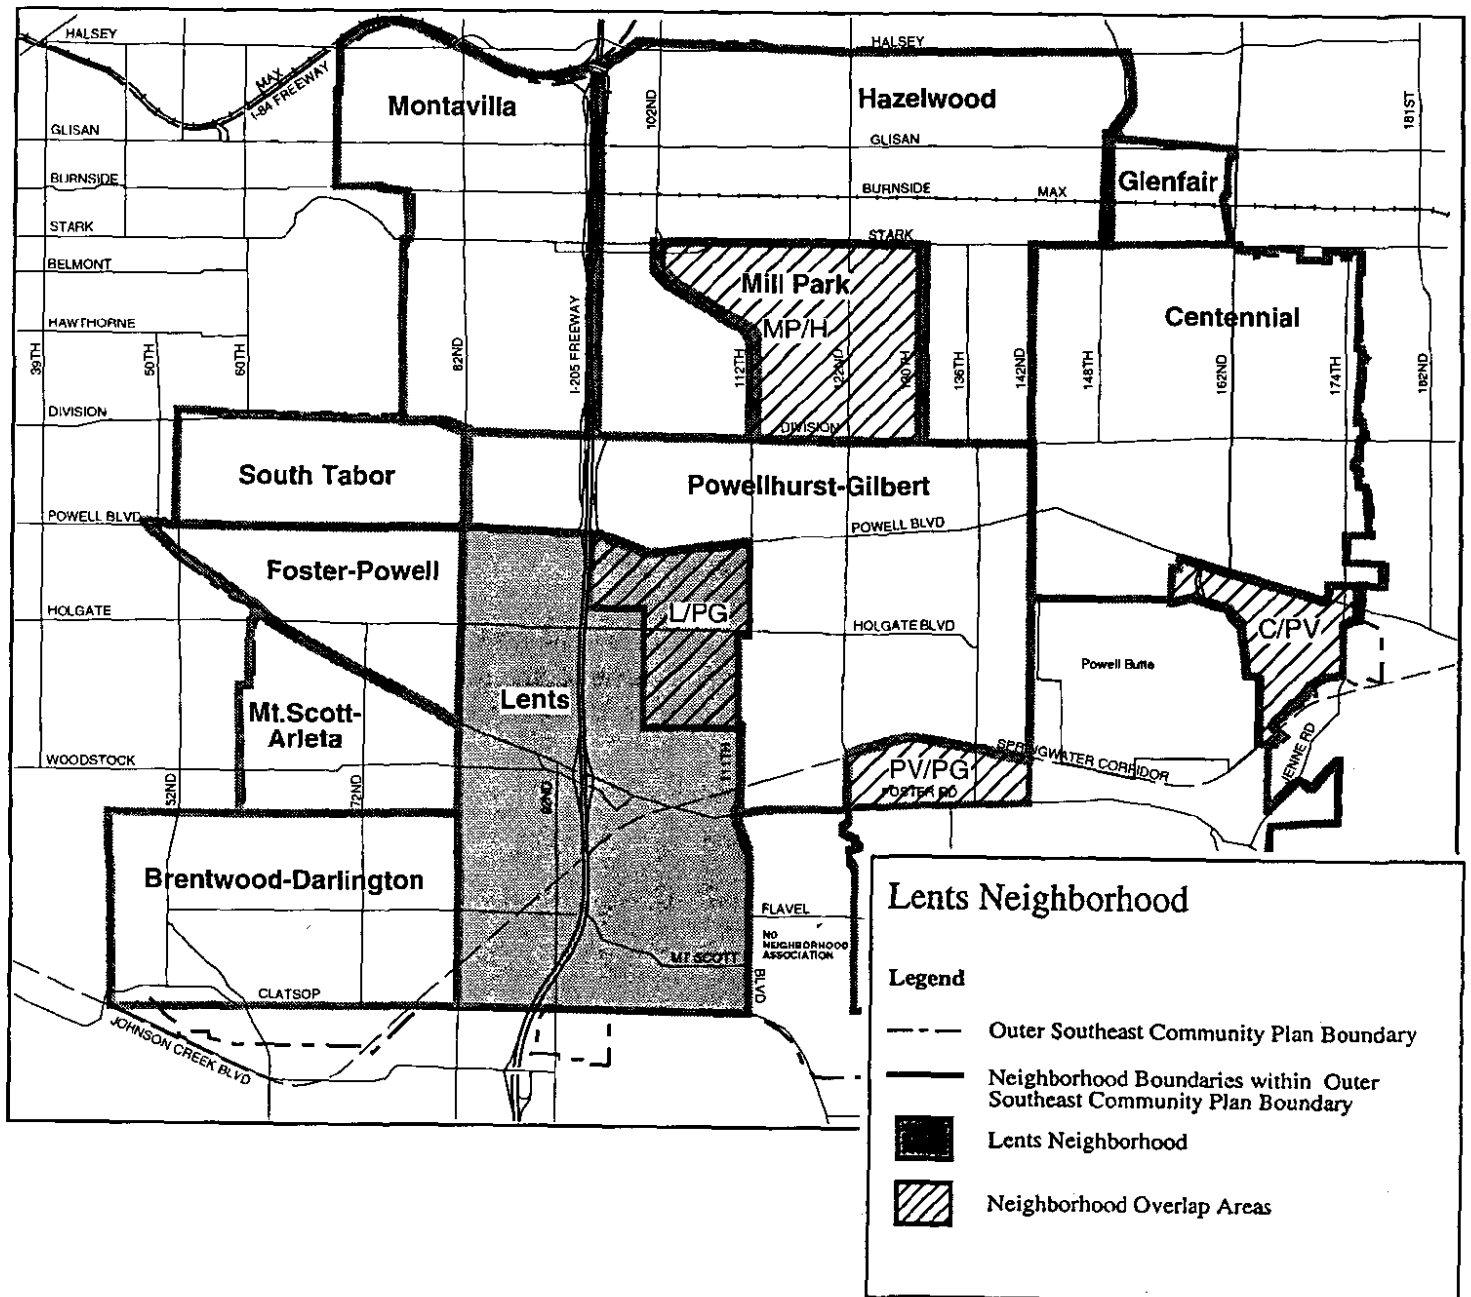 HALSEY
HALSEY
MAX
I-84 FREEWAY
Montavilla
102ND
Hazelwood
181ST
GLISAN
GLISAN
BURNSIDE
BURNSIDE
MAX
Glenfair
STARK
STARK
BELMONT
Mill Park
MP/H
Centennial
HAWTHORNE
39TH
50TH
60TH
82ND
I-205 FREEWAY
112TH
122ND
130TH
136TH
142ND
148TH
162ND
174TH
182ND
DIVISION
DIVISION
South Tabor
Powellhurst-Gilbert
POWELL BLVD
POWELL BLVD
Foster-Powell
HOLGATE
L/PG
HOLGATE BLVD
C/PV
Powell Butte
Lents
Mt.Scott-
Arleta
WOODSTOCK
52ND
72ND
92ND
111TH
SPRINGWATER CORRIDOR
JENNE RD
PV/PG
FOSTER RD
Brentwood-Darlington
FLAVEL
NO
NEIGHBORHOOD
ASSOCIATION
MT SCOTT
BLVD
CLATSOP
JOHNSON CREEK BLVD
Lents Neighborhood
Legend
Outer Southeast Community Plan Boundary
Neighborhood Boundaries within Outer
Southeast Community Plan Boundary
Lents Neighborhood
Neighborhood Overlap Areas